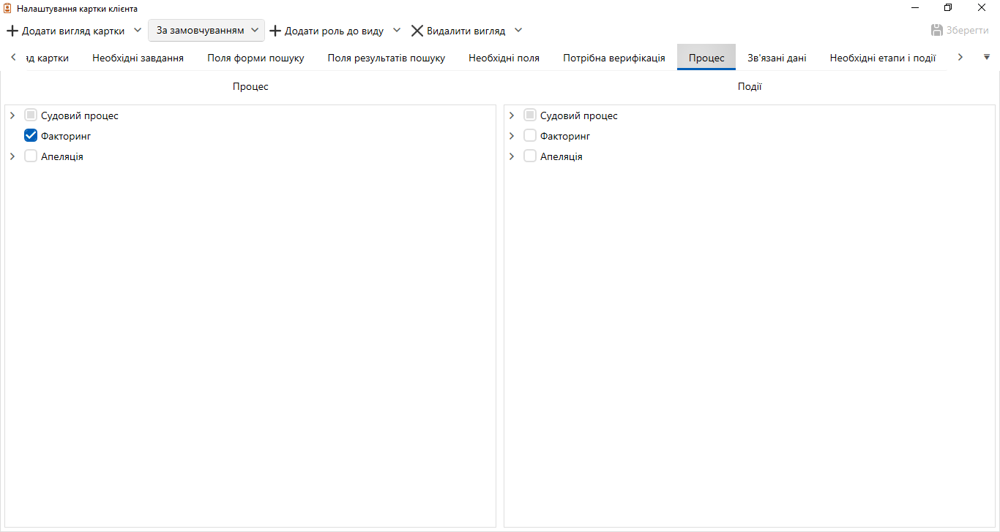 Налаштування картки клієнта
Додати вигляд картки За замовчуванням Додати роль до виду Видалити вигляд Зберегти
картки Необхідні завдання Поля форми пошуку Поля результатів пошуку Необхідні поля Потрібна верифікація Процес Зв'язані дані Необхідні етапи і події
Процес Події
Судовий процес Судовий процес
Факторинг Факторинг
Апеляція Апеляція